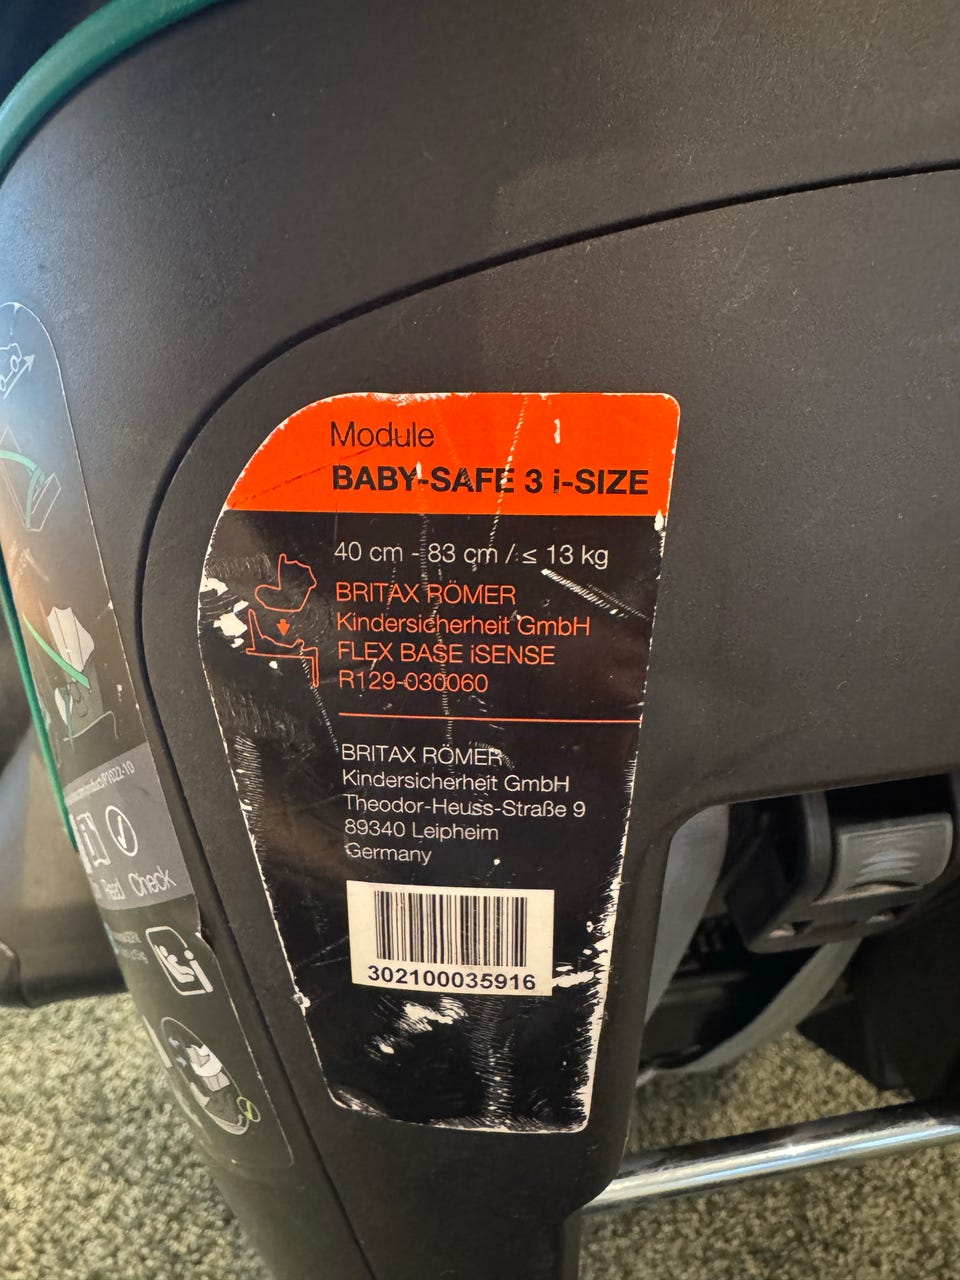 Module
BABY-SAFE 3 i-SIZE
40 cm - 83 cm / ≤ 13 kg
BRITAX RÖMER
Kindersicherheit GmbH
FLEX BASE iSENSE
R129-030060
BRITAX RÖMER
Kindersicherheit GmbH
Theodor-Heuss-Straße 9
89340 Leipheim
Germany
302100035916
Read Check